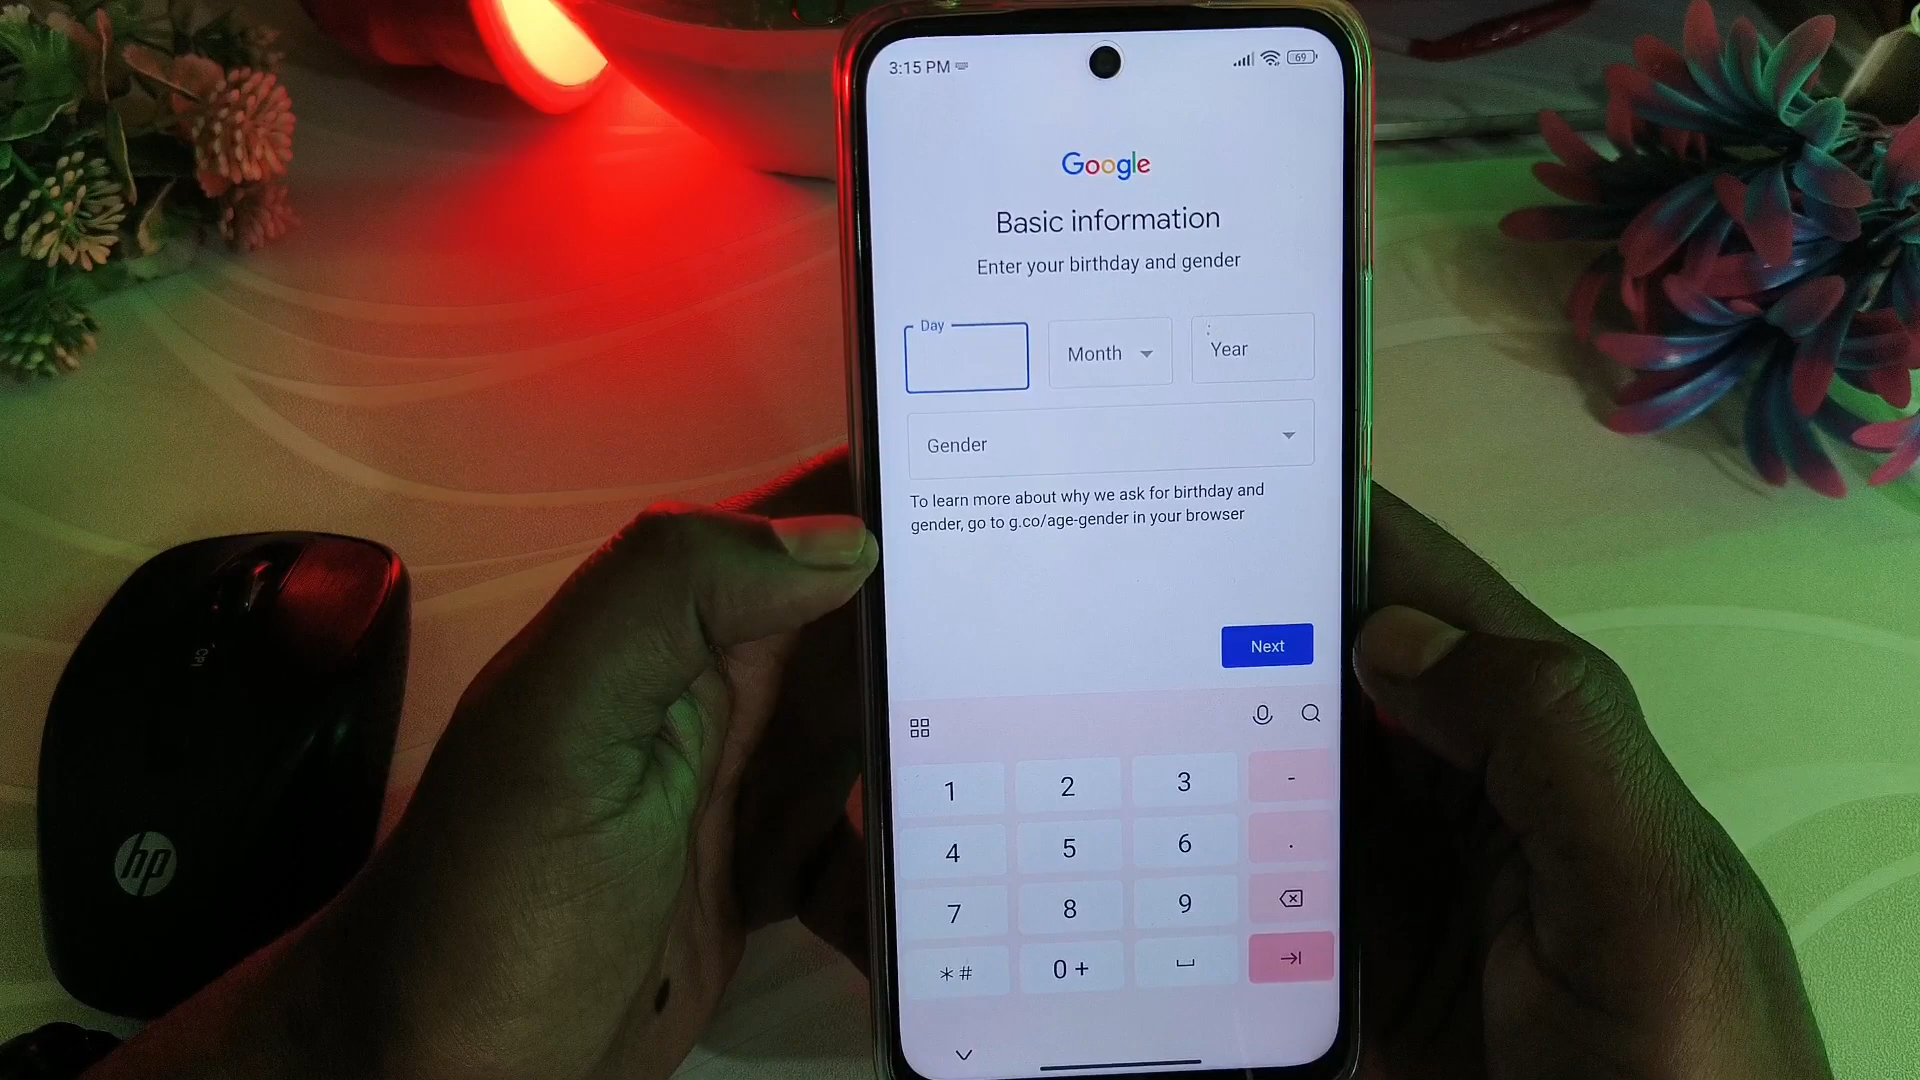 3:15 PM
69
Google
Basic information
Enter your birthday and gender
Day
Month
Year
Gender
To learn more about why we ask for birthday and
gender, go to g.co/age-gender in your browser
Next
1 2 3 -
4 5 6 .
7 8 9
*# 0 +
CPI
hp